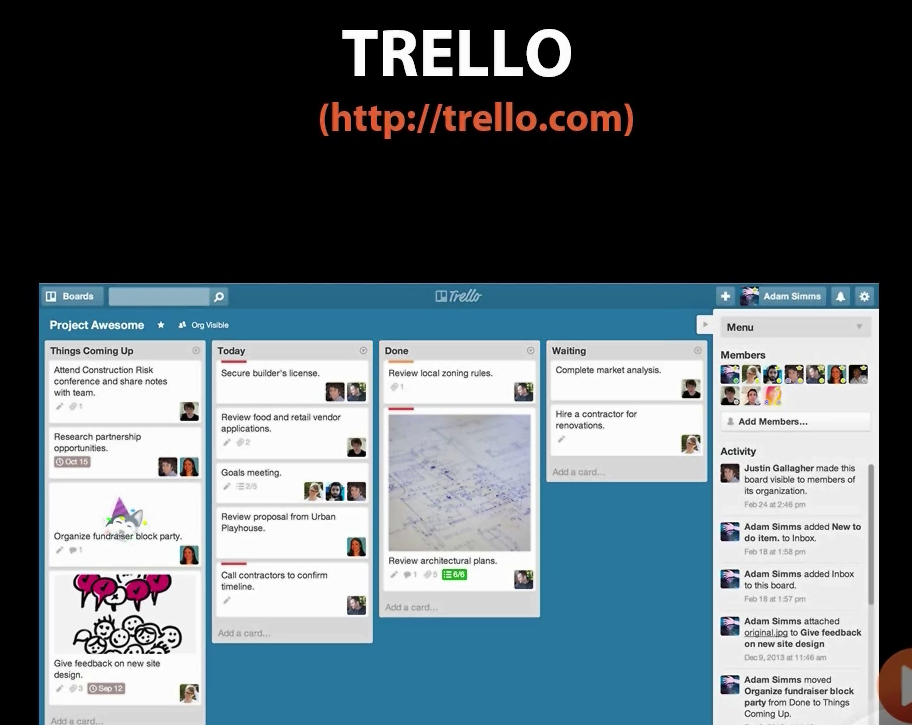 TRELLO
(http://trello.com)
Boards
Trello
Adam Simms
Project Awesome
Org Visible
Things Coming Up
Attend Construction Risk
conference and share notes
with team.
1
Research partnership
opportunities.
Oct 15
Organize fundraiser block party.
1
Give feedback on new site
design.
3 Sep 12
Add a card...
Today
Secure builder's license.
Review food and retail vendor
applications.
2
Goals meeting.
2/5
Review proposal from Urban
Playhouse.
Call contractors to confirm
timeline.
Add a card...
Done
Review local zoning rules.
1
Review architectural plans.
1 5 6/6
Add a card...
Waiting
Complete market analysis.
Hire a contractor for
renovations.
Add a card...
Menu
Members
Add Members...
Activity
Justin Gallagher made this
board visible to members of
its organization.
Feb 24 at 2:46 pm
Adam Simms added New to
do item. to Inbox.
Feb 18 at 1:58 pm
Adam Simms added Inbox
to this board.
Feb 18 at 1:57 pm
Adam Simms attached
original.jpg to Give feedback
on new site design
Dec 9, 2013 at 11:46 am
Adam Simms moved
Organize fundraiser block
party from Done to Things
Coming Up.